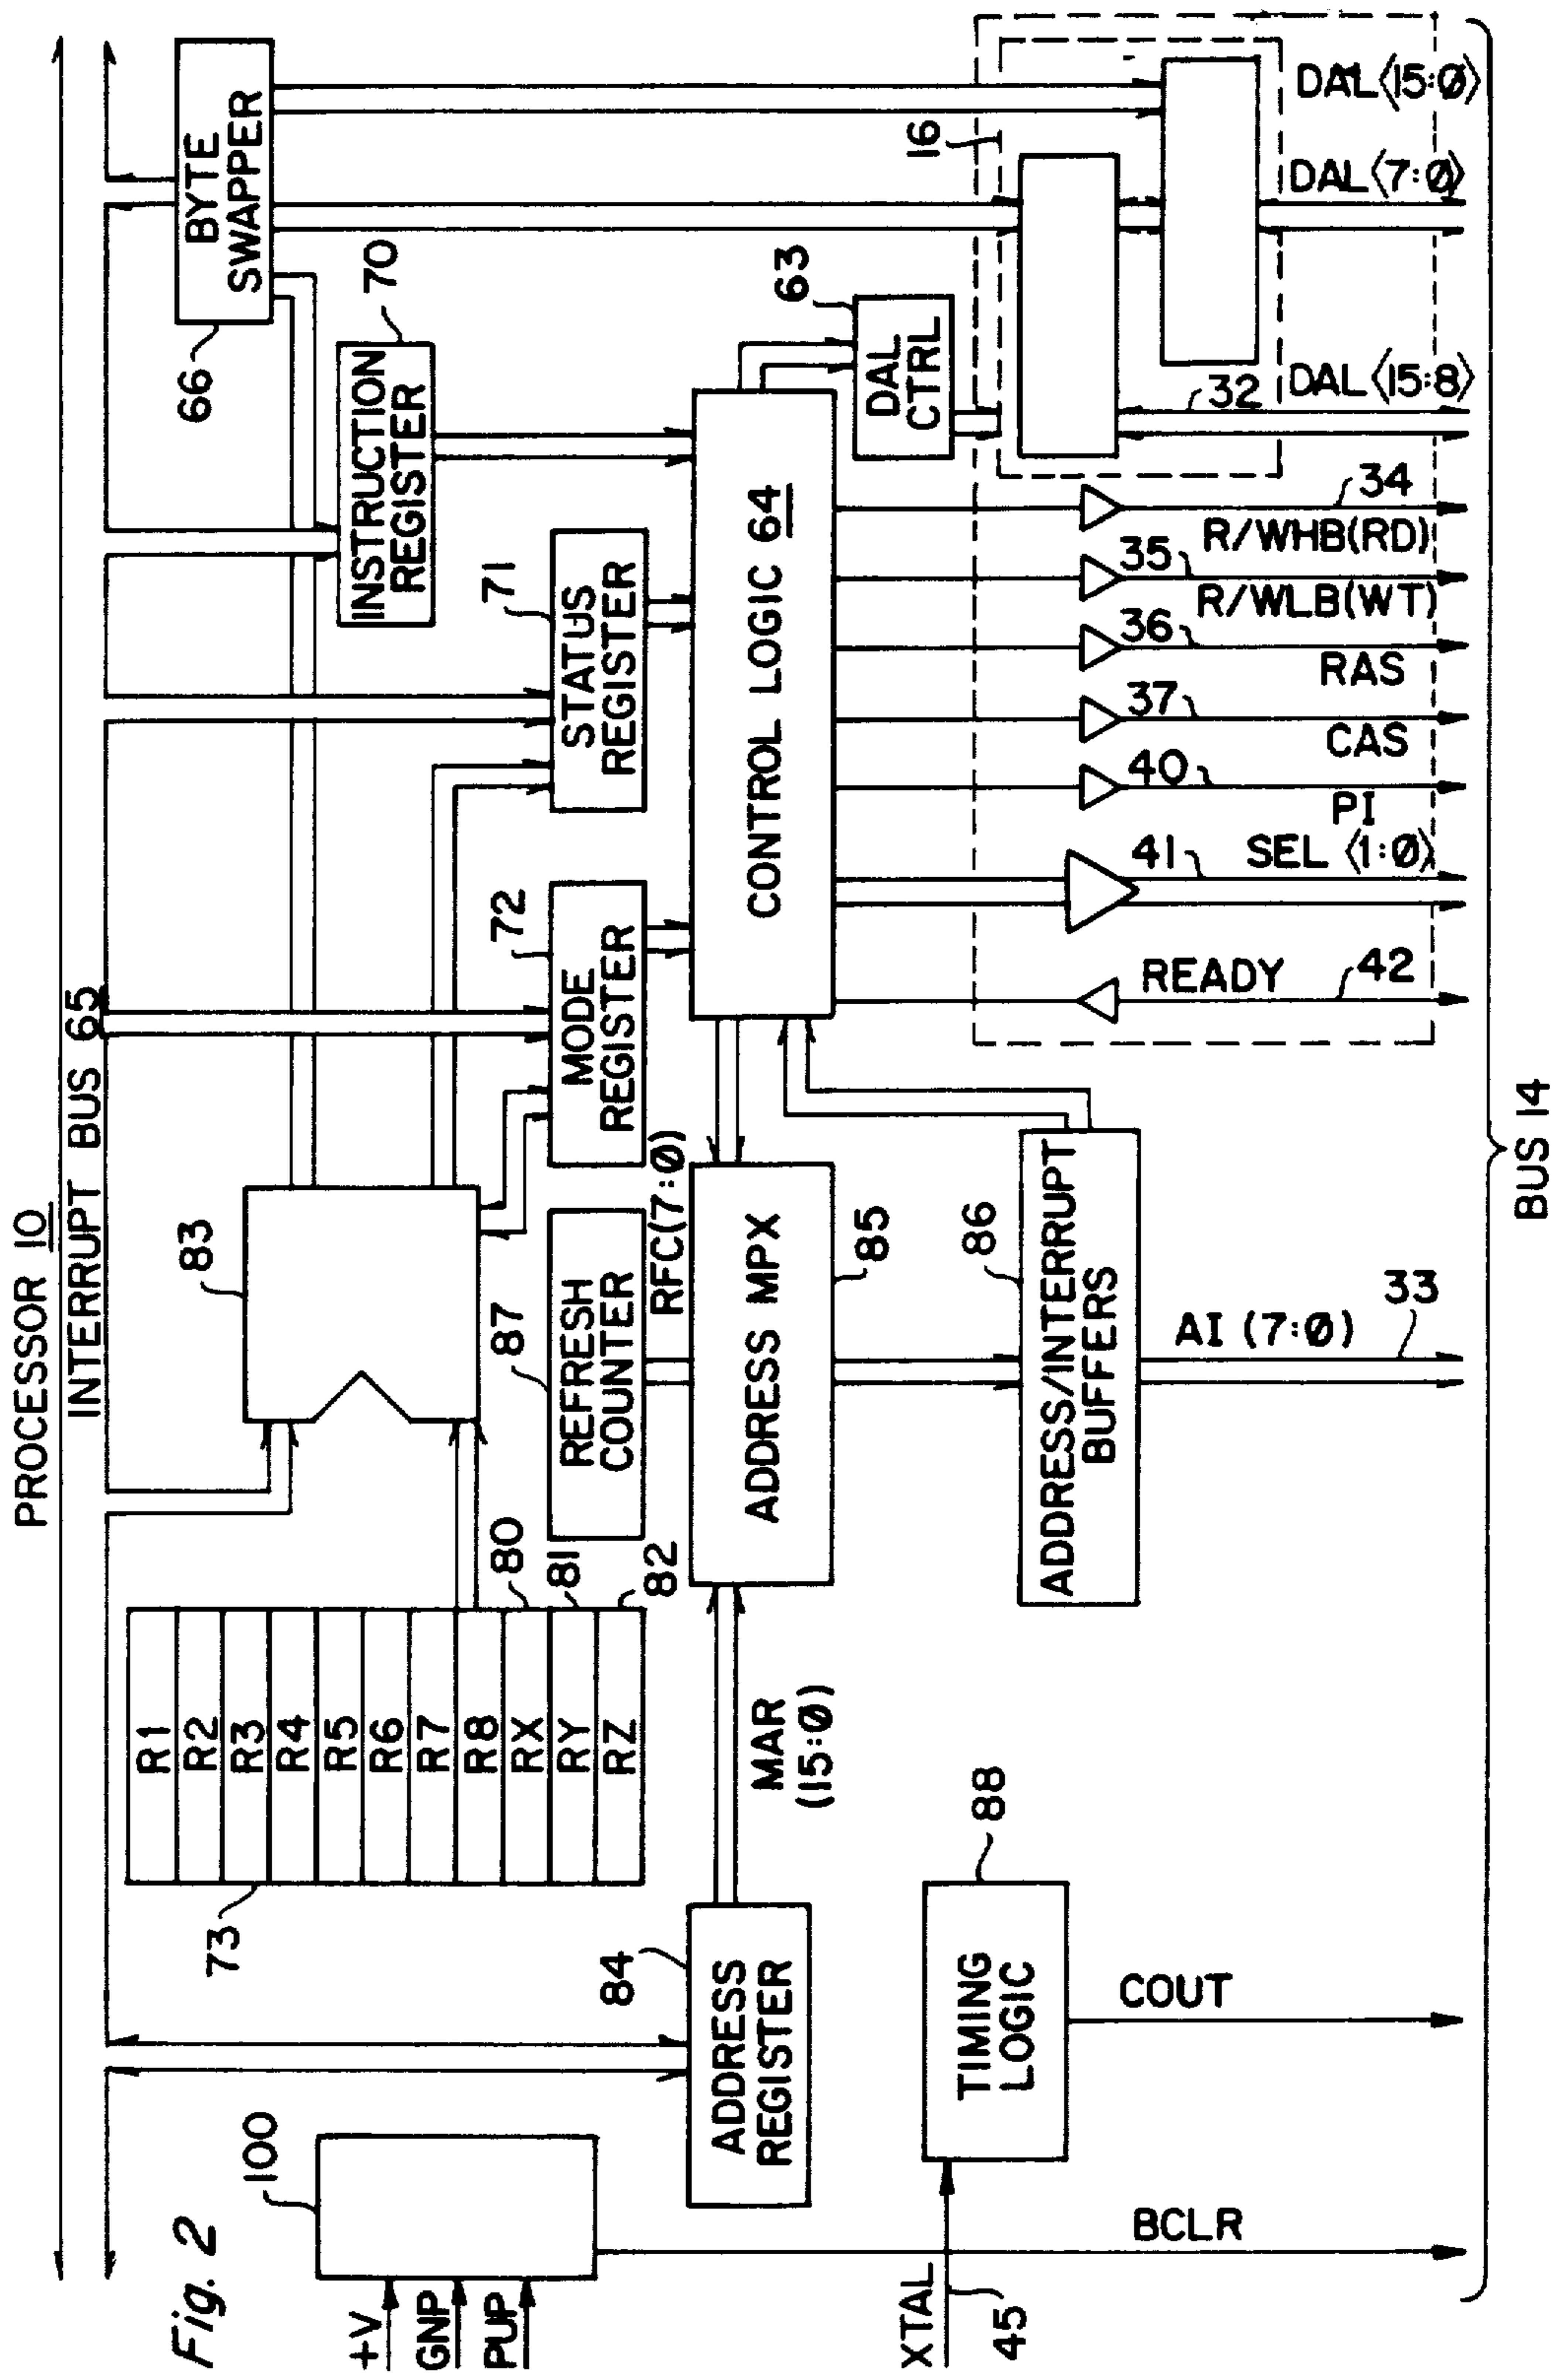 Fig. 2
PROCESSOR 10
INTERRUPT BUS 65
+V
GNP
PUP
100
73
R1
R2
R3
R4
R5
R6
R7
R8
RX
RY
RZ
80
81
82
83
BYTE
SWAPPER
66
INSTRUCTION
REGISTER
70
STATUS
REGISTER
71
MODE
REGISTER
72
REFRESH
COUNTER
87
RFC(7:0)
ADDRESS
REGISTER
84
MAR
(15:0)
ADDRESS MPX
85
CONTROL LOGIC 64
DAL
CTRL
63
16
XTAL
45
TIMING
LOGIC
88
ADDRESS/INTERRUPT
BUFFERS
86
BCLR
COUT
AI (7:0)
33
READY
42
41
SEL ⟨1:0⟩
40
PI
37
CAS
36
RAS
35
R/WLB(WT)
34
R/WHB(RD)
32
DAL⟨15:8⟩
DAL⟨7:0⟩
DAL⟨15:0⟩
BUS 14